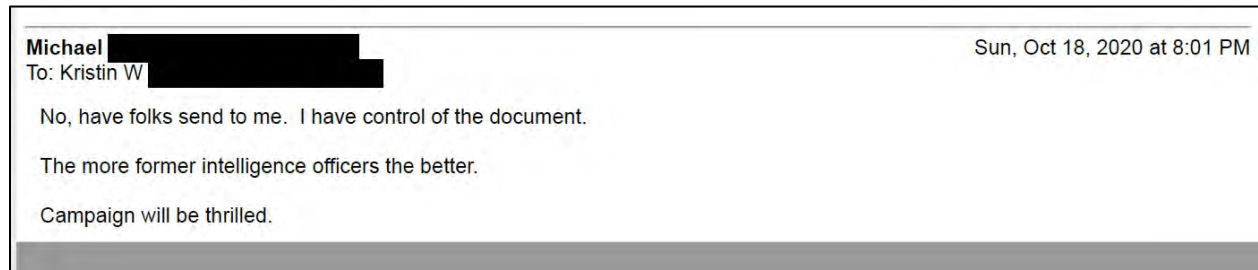 Michael
Sun, Oct 18, 2020 at 8:01 PM
To: Kristin W
No, have folks send to me.  I have control of the document.
The more former intelligence officers the better.
Campaign will be thrilled.